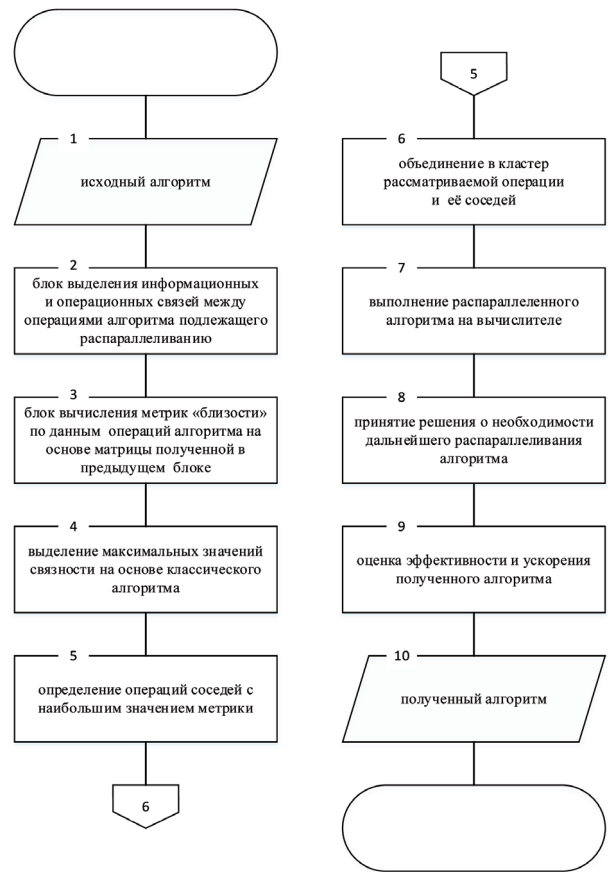 1
исходный алгоритм
2
блок выделения информационных
и операционных связей между
операциями алгоритма подлежащего
распараллеливанию
3
блок вычисления метрик «близости»
по данным операций алгоритма на
основе матрицы полученной в
предыдущем блоке
4
выделение максимальных значений
связности на основе классического
алгоритма
5
определение операций соседей с
наибольшим значением метрики
6
5
6
объединение в кластер
рассматриваемой операции
и её соседей
7
выполнение распараллеленного
алгоритма на вычислителе
8
принятие решения о необходимости
дальнейшего распараллеливания
алгоритма
9
оценка эффективности и ускорения
полученного алгоритма
10
полученный алгоритм